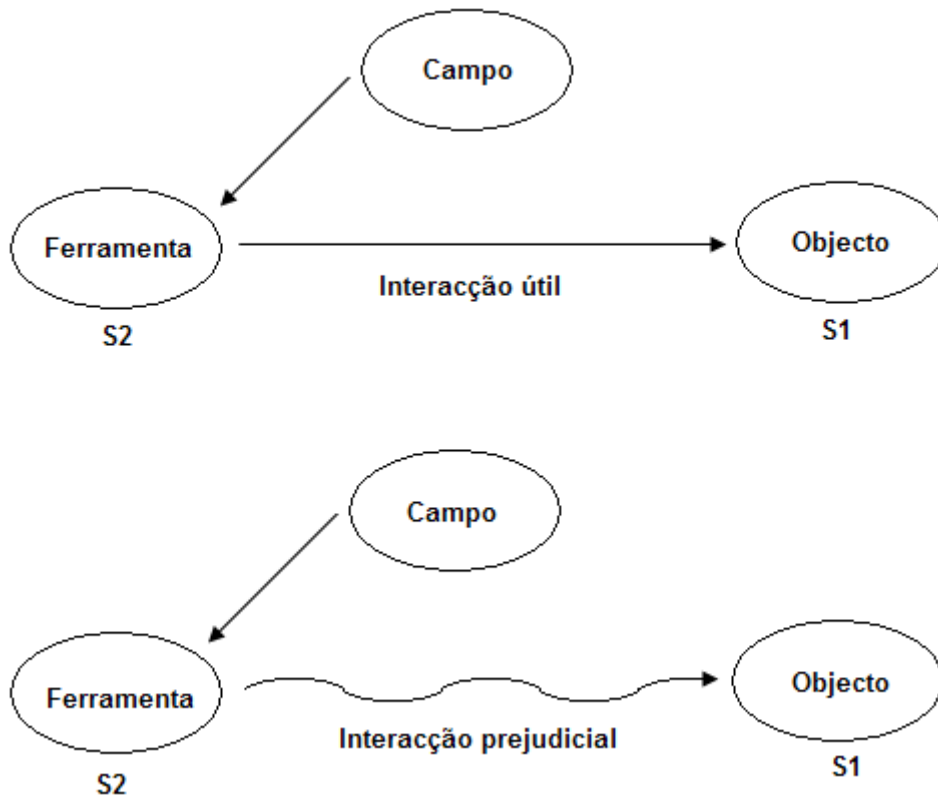 Campo
Ferramenta
Objecto
Interacção útil
S2
S1
Campo
Ferramenta
Objecto
Interacção prejudicial
S2
S1